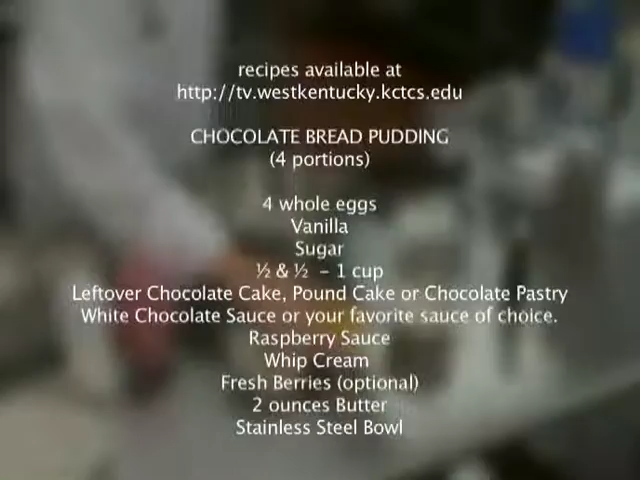 recipes available at
http://tv.westkentucky.kctcs.edu
CHOCOLATE BREAD PUDDING
(4 portions)
4 whole eggs
Vanilla
Sugar
½ & ½ - 1 cup
Leftover Chocolate Cake, Pound Cake or Chocolate Pastry
White Chocolate Sauce or your favorite sauce of choice.
Raspberry Sauce
Whip Cream
Fresh Berries (optional)
2 ounces Butter
Stainless Steel Bowl